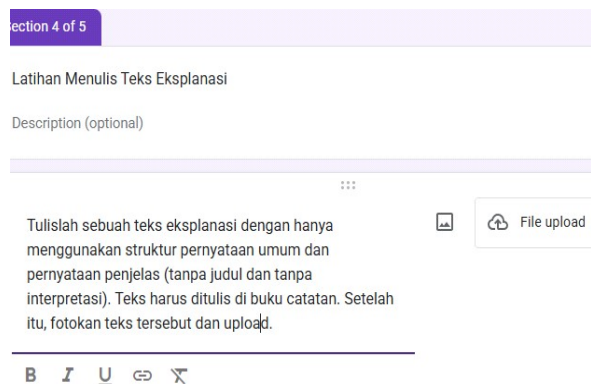 ection 4 of 5
Latihan Menulis Teks Eksplanasi
Description (optional)
Tulislah sebuah teks eksplanasi dengan hanya
menggunakan struktur pernyataan umum dan
pernyataan penjelas (tanpa judul dan tanpa
interpretasi). Teks harus ditulis di buku catatan. Setelah
itu, fotokan teks tersebut dan upload.
File upload
B I U